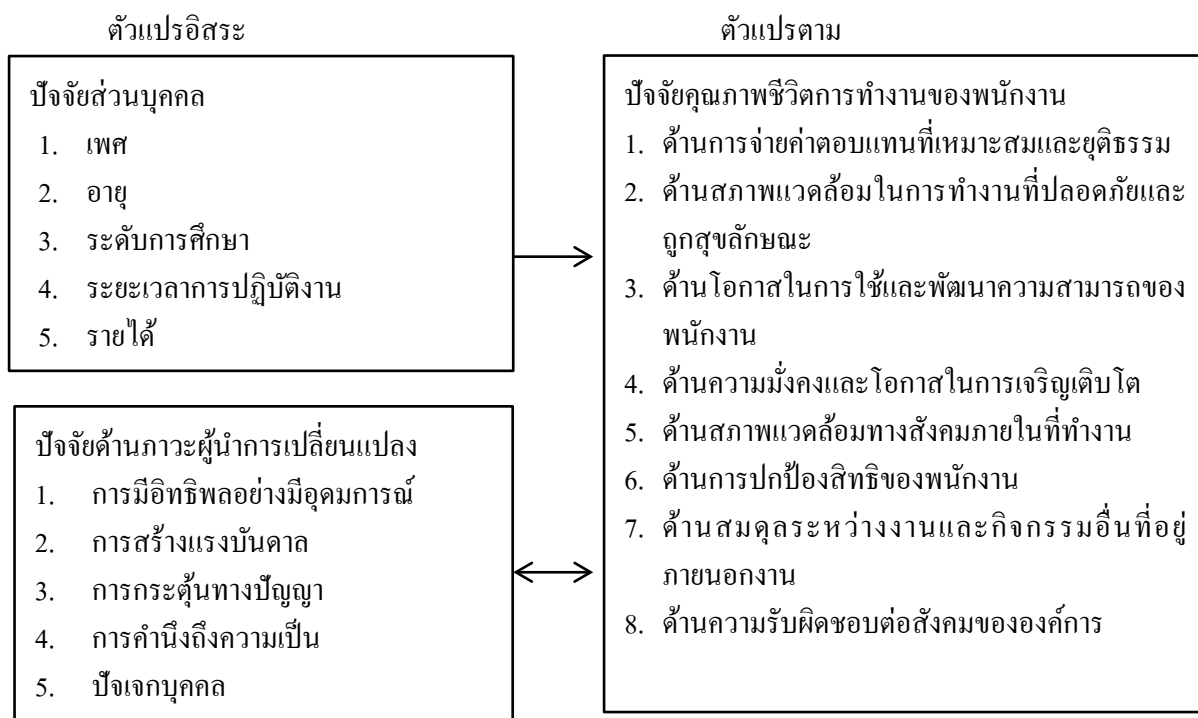 ตัวแปรอิสระ
ตัวแปรตาม
ปัจจัยส่วนบุคคล
1. เพศ
2. อายุ
3. ระดับการศึกษา
4. ระยะเวลาการปฏิบัติงาน
5. รายได้
ปัจจัยด้านภาวะผู้นำการเปลี่ยนแปลง
1. การมีอิทธิพลอย่างมีอุดมการณ์
2. การสร้างแรงบันดาล
3. การกระตุ้นทางปัญญา
4. การคำนึงถึงความเป็น
5. ปัจเจกบุคคล
ปัจจัยคุณภาพชีวิตการทำงานของพนักงาน
1. ด้านการจ่ายค่าตอบแทนที่เหมาะสมและยุติธรรม
2. ด้านสภาพแวดล้อมในการทำงานที่ปลอดภัยและ
ถูกสุขลักษณะ
3. ด้านโอกาสในการใช้และพัฒนาความสามารถของ
พนักงาน
4. ด้านความมั่งคงและโอกาสในการเจริญเติบโต
5. ด้านสภาพแวดล้อมทางสังคมภายในที่ทำงาน
6. ด้านการปกป้องสิทธิของพนักงาน
7. ด้านสมดุลระหว่างงานและกิจกรรมอื่นที่อยู่
ภายนอกงาน
8. ด้านความรับผิดชอบต่อสังคมขององค์การ